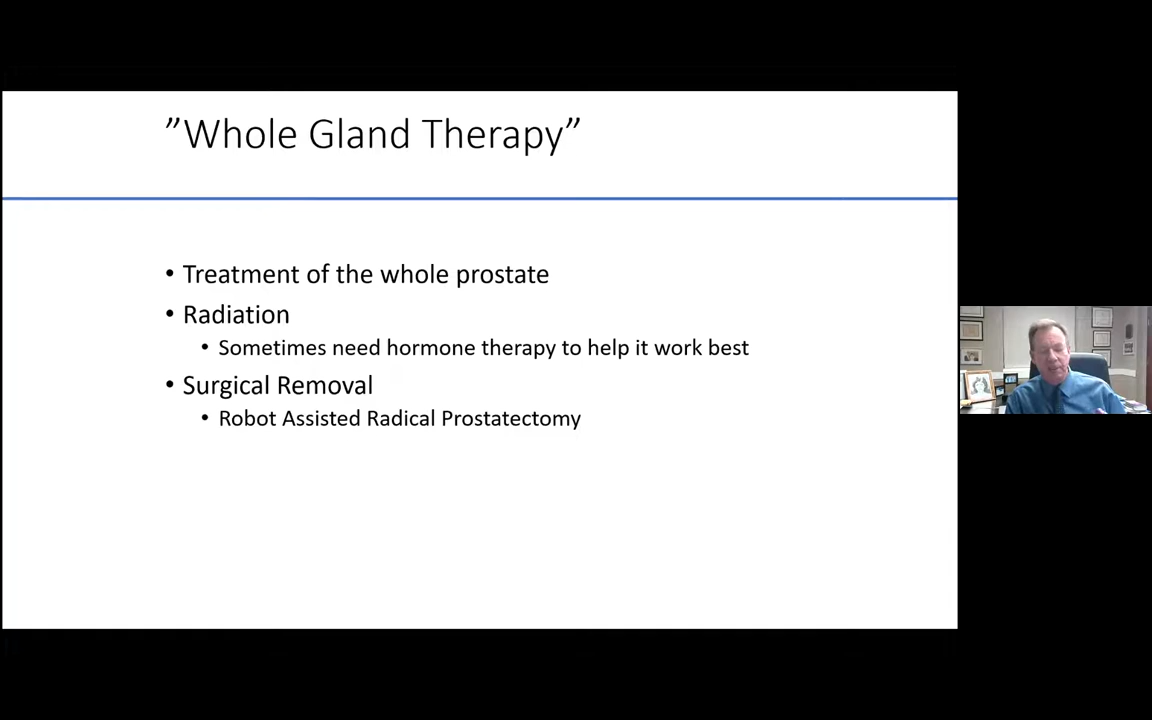 ”Whole Gland Therapy”
• Treatment of the whole prostate
• Radiation
• Sometimes need hormone therapy to help it work best
• Surgical Removal
• Robot Assisted Radical Prostatectomy